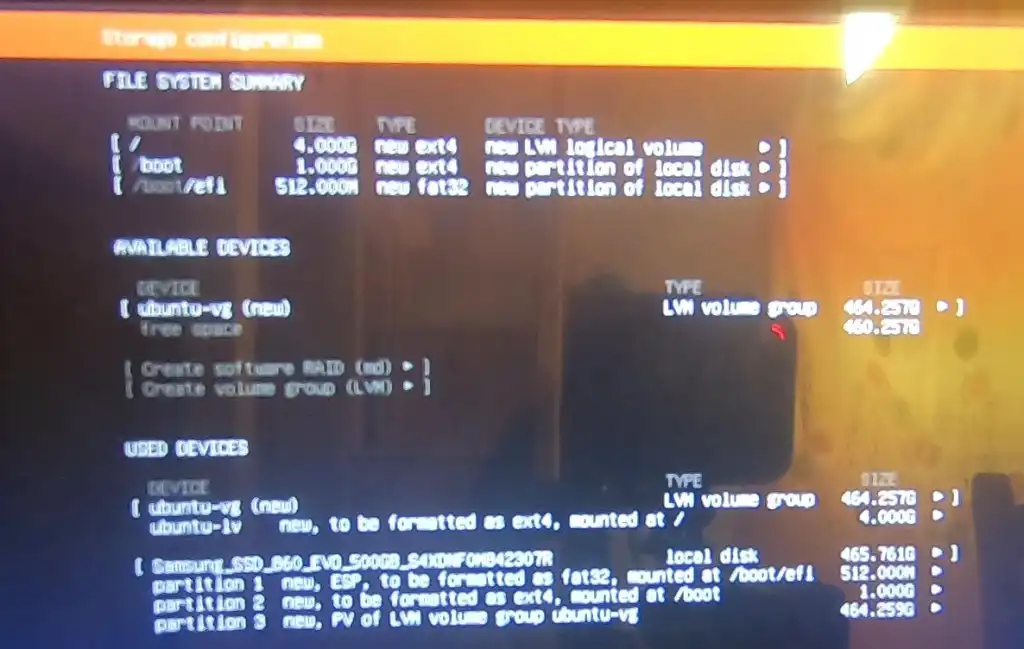 Storage configuration
FILE SYSTEM SUMMARY
MOUNT POINT SIZE TYPE DEVICE TYPE
[ / 4.000G new ext4 new LVM logical volume ▸ ]
[ /boot 1.000G new ext4 new partition of local disk ▸ ]
[ /boot/efi 512.000M new fat32 new partition of local disk ▸ ]
AVAILABLE DEVICES
DEVICE TYPE SIZE
[ ubuntu-vg (new) LVM volume group 464.257G ▸ ]
free space 460.257G
[ Create software RAID (md) ▸ ]
[ Create volume group (LVM) ▸ ]
USED DEVICES
DEVICE TYPE SIZE
[ ubuntu-vg (new) LVM volume group 464.257G ▸ ]
ubuntu-lv new, to be formatted as ext4, mounted at / 4.000G ▸
[ local disk 465.761G ▸ ]
partition 1 new, ESP, to be formatted as fat32, mounted at /boot/efi 512.000M ▸
partition 2 new, to be formatted as ext4, mounted at /boot 1.000G ▸
partition 3 new, PV of LVM volume group ubuntu-vg 464.259G ▸